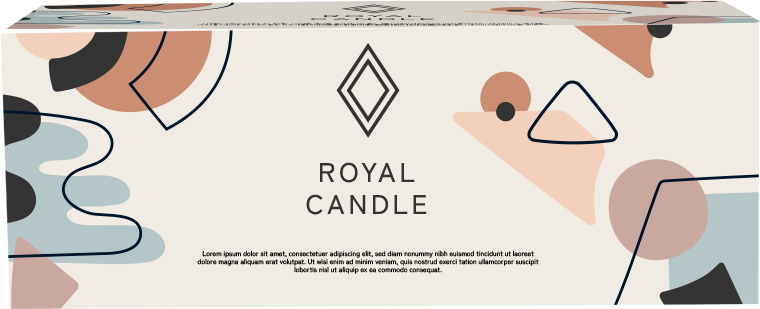 ROYAL
CANDLE
ROYAL
CANDLE
Lorem ipsum dolor sit amet, consectetuer adipiscing elit, sed diam nonummy nibh euismod tincidunt ut laoreet
dolore magna aliquam erat volutpat. Ut wisi enim ad minim veniam, quis nostrud exerci tation ullamcorper suscipit
lobortis nisl ut aliquip ex ea commodo consequat.